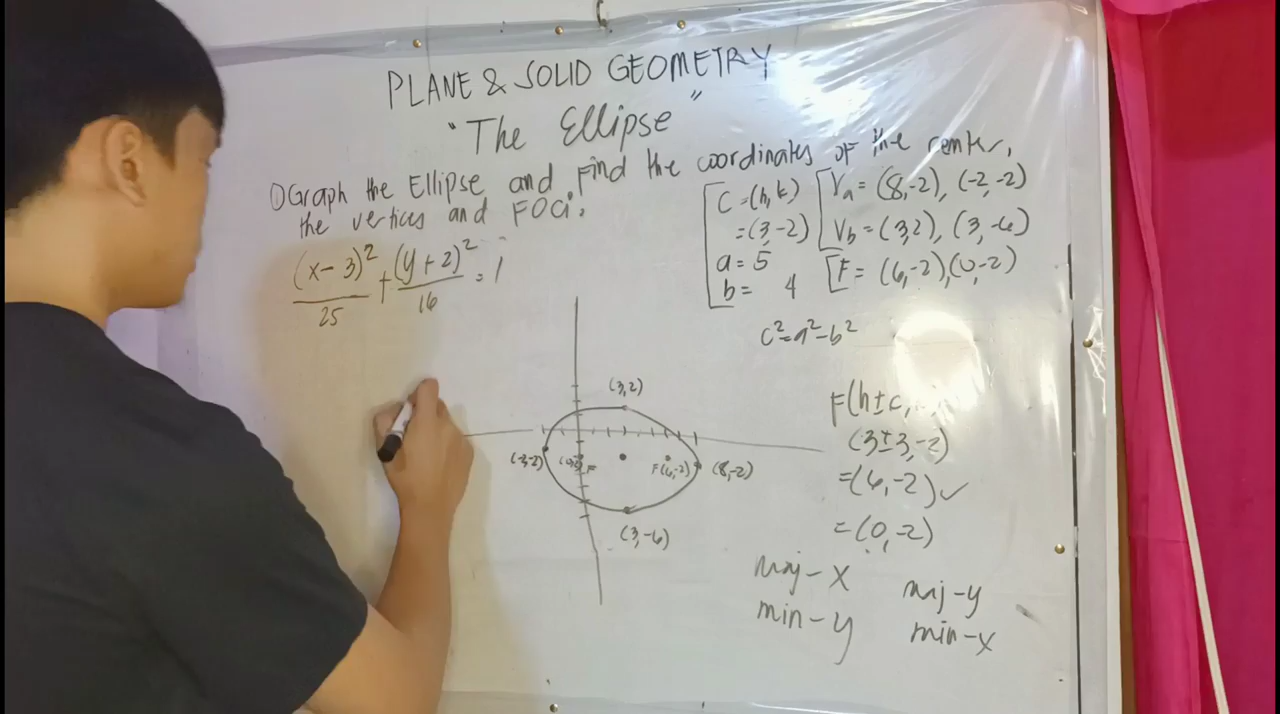 PLANE & SOLID GEOMETRY
"The Ellipse"
① Graph the Ellipse and Find the coordinates of the center,
the vertices and FOCi.
(x-3)²/25 + (y+2)²/16 = 1
C = (h,k)
= (3,-2)
a = 5
b = 4
Va = (8,-2), (-2,-2)
Vb = (3,2), (3,-6)
F = (6,-2),(0,-2)
c²=a²-b²
(3,2)
(8,-2)
F(6,-2)
(3,-6)
F(h±c,
(3±3,-2)
=(6,-2)✓
=(0,-2)
maj-x
min-y
maj-y
min-x